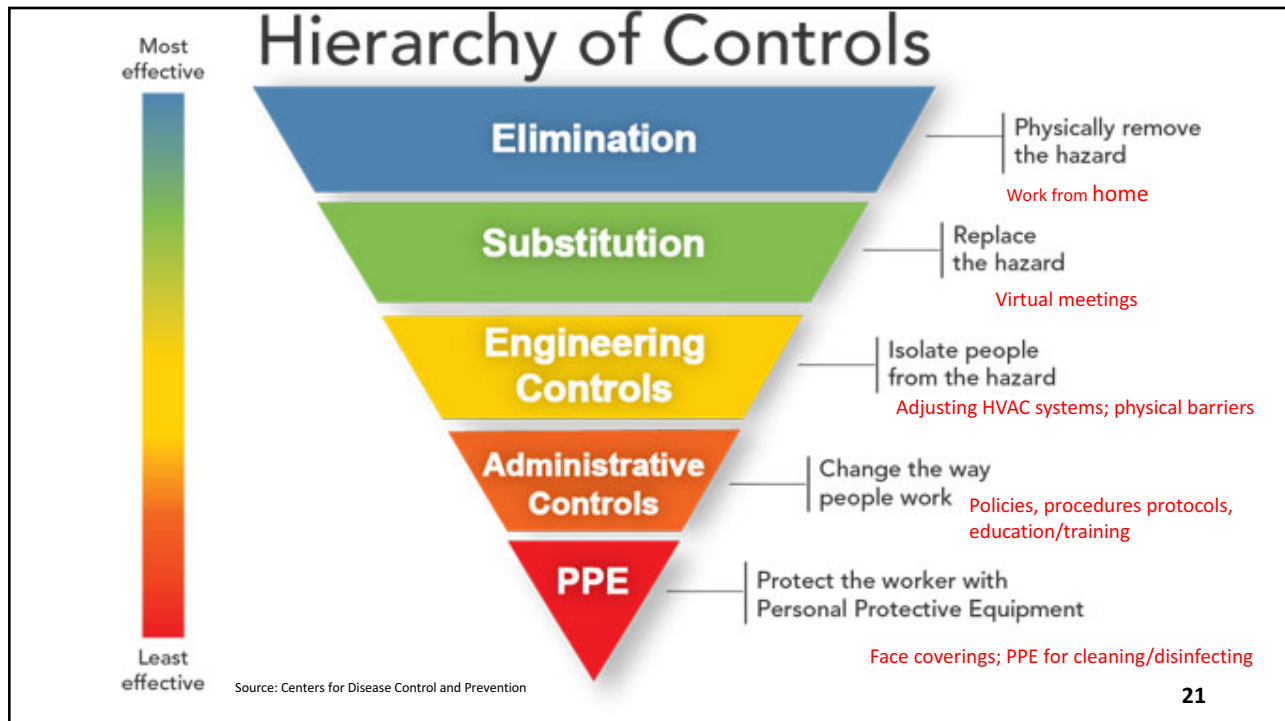 Hierarchy of Controls
Most
effective
Elimination
Physically remove
the hazard
Work from home
Substitution
Replace
the hazard
Virtual meetings
Engineering
Controls
Isolate people
from the hazard
Adjusting HVAC systems; physical barriers
Administrative
Controls
Change the way
people work
Policies, procedures protocols,
education/training
PPE
Protect the worker with
Personal Protective Equipment
Face coverings; PPE for cleaning/disinfecting
Least
effective
Source: Centers for Disease Control and Prevention
21